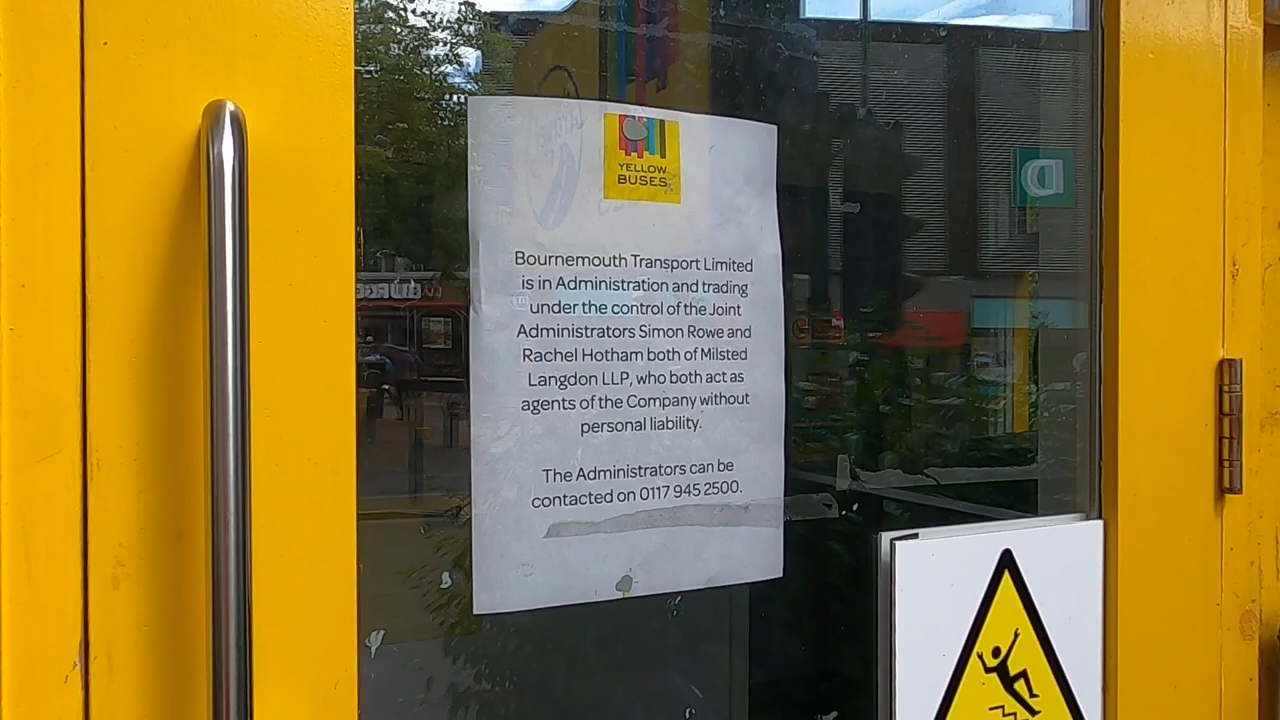 YELLOW
BUSES
Bournemouth Transport Limited
is in Administration and trading
under the control of the Joint
Administrators Simon Rowe and
Rachel Hotham both of Milsted
Langdon LLP, who both act as
agents of the Company without
personal liability.
The Administrators can be
contacted on 0117 945 2500.